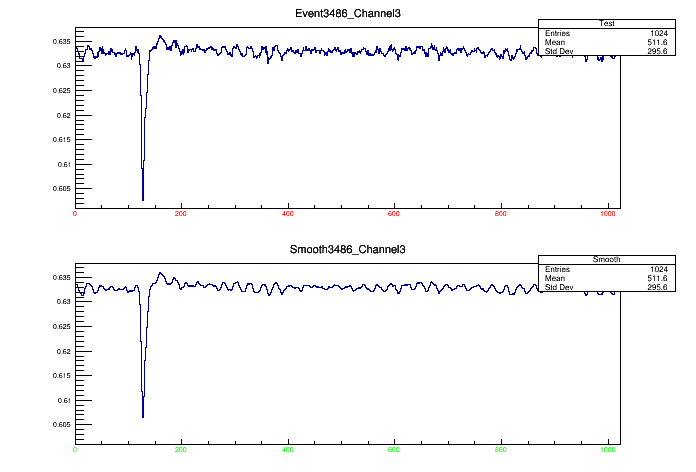 Event3486_Channel3
Test
Entries 1024
Mean 511.6
Std Dev 295.6
0.635
0.63
0.625
0.62
0.615
0.61
0.605
0 200 400 600 800 1000
Smooth3486_Channel3
Smooth
Entries 1024
Mean 511.6
Std Dev 295.6
0.635
0.63
0.625
0.62
0.615
0.61
0.605
0 200 400 600 800 1000